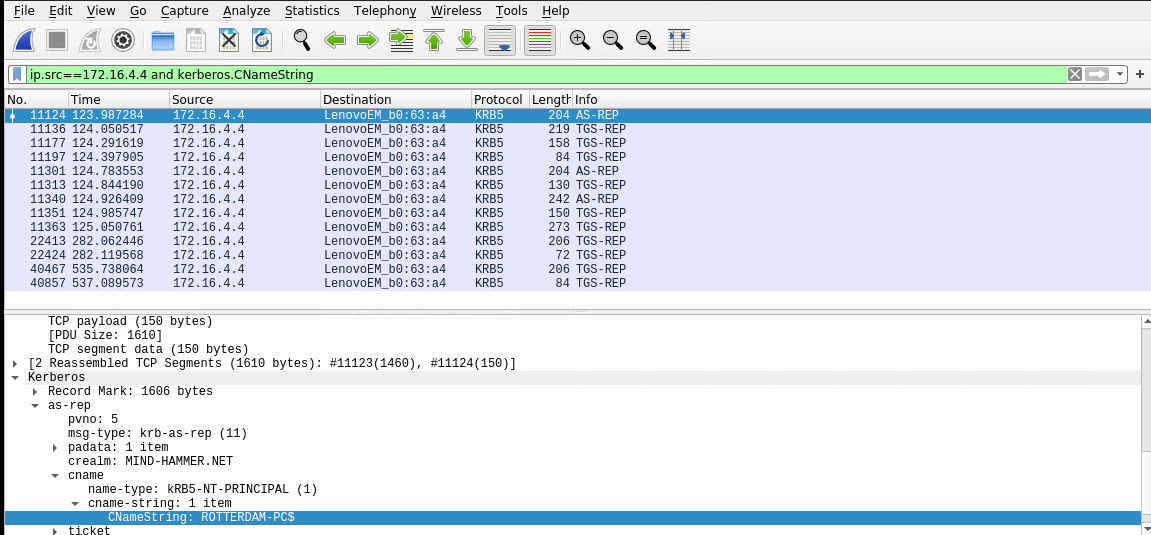 File Edit View Go Capture Analyze Statistics Telephony Wireless Tools Help
ip.src==172.16.4.4 and kerberos.CNameString
No. Time Source Destination Protocol Length Info
11124 123.987284 172.16.4.4 LenovoEM_b0:63:a4 KRB5 204 AS-REP
11136 124.050517 172.16.4.4 LenovoEM_b0:63:a4 KRB5 219 TGS-REP
11177 124.291619 172.16.4.4 LenovoEM_b0:63:a4 KRB5 158 TGS-REP
11197 124.397905 172.16.4.4 LenovoEM_b0:63:a4 KRB5 84 TGS-REP
11301 124.783553 172.16.4.4 LenovoEM_b0:63:a4 KRB5 204 AS-REP
11313 124.844190 172.16.4.4 LenovoEM_b0:63:a4 KRB5 130 TGS-REP
11340 124.926409 172.16.4.4 LenovoEM_b0:63:a4 KRB5 242 AS-REP
11351 124.985747 172.16.4.4 LenovoEM_b0:63:a4 KRB5 150 TGS-REP
11363 125.050761 172.16.4.4 LenovoEM_b0:63:a4 KRB5 273 TGS-REP
22413 282.062446 172.16.4.4 LenovoEM_b0:63:a4 KRB5 206 TGS-REP
22424 282.119568 172.16.4.4 LenovoEM_b0:63:a4 KRB5 72 TGS-REP
40467 535.738064 172.16.4.4 LenovoEM_b0:63:a4 KRB5 206 TGS-REP
40857 537.089573 172.16.4.4 LenovoEM_b0:63:a4 KRB5 84 TGS-REP
TCP payload (150 bytes)
[PDU Size: 1610]
TCP segment data (150 bytes)
[2 Reassembled TCP Segments (1610 bytes): #11123(1460), #11124(150)]
Kerberos
Record Mark: 1606 bytes
as-rep
pvno: 5
msg-type: krb-as-rep (11)
padata: 1 item
crealm: MIND-HAMMER.NET
cname
name-type: kRB5-NT-PRINCIPAL (1)
cname-string: 1 item
CNameString: ROTTERDAM-PC$
ticket